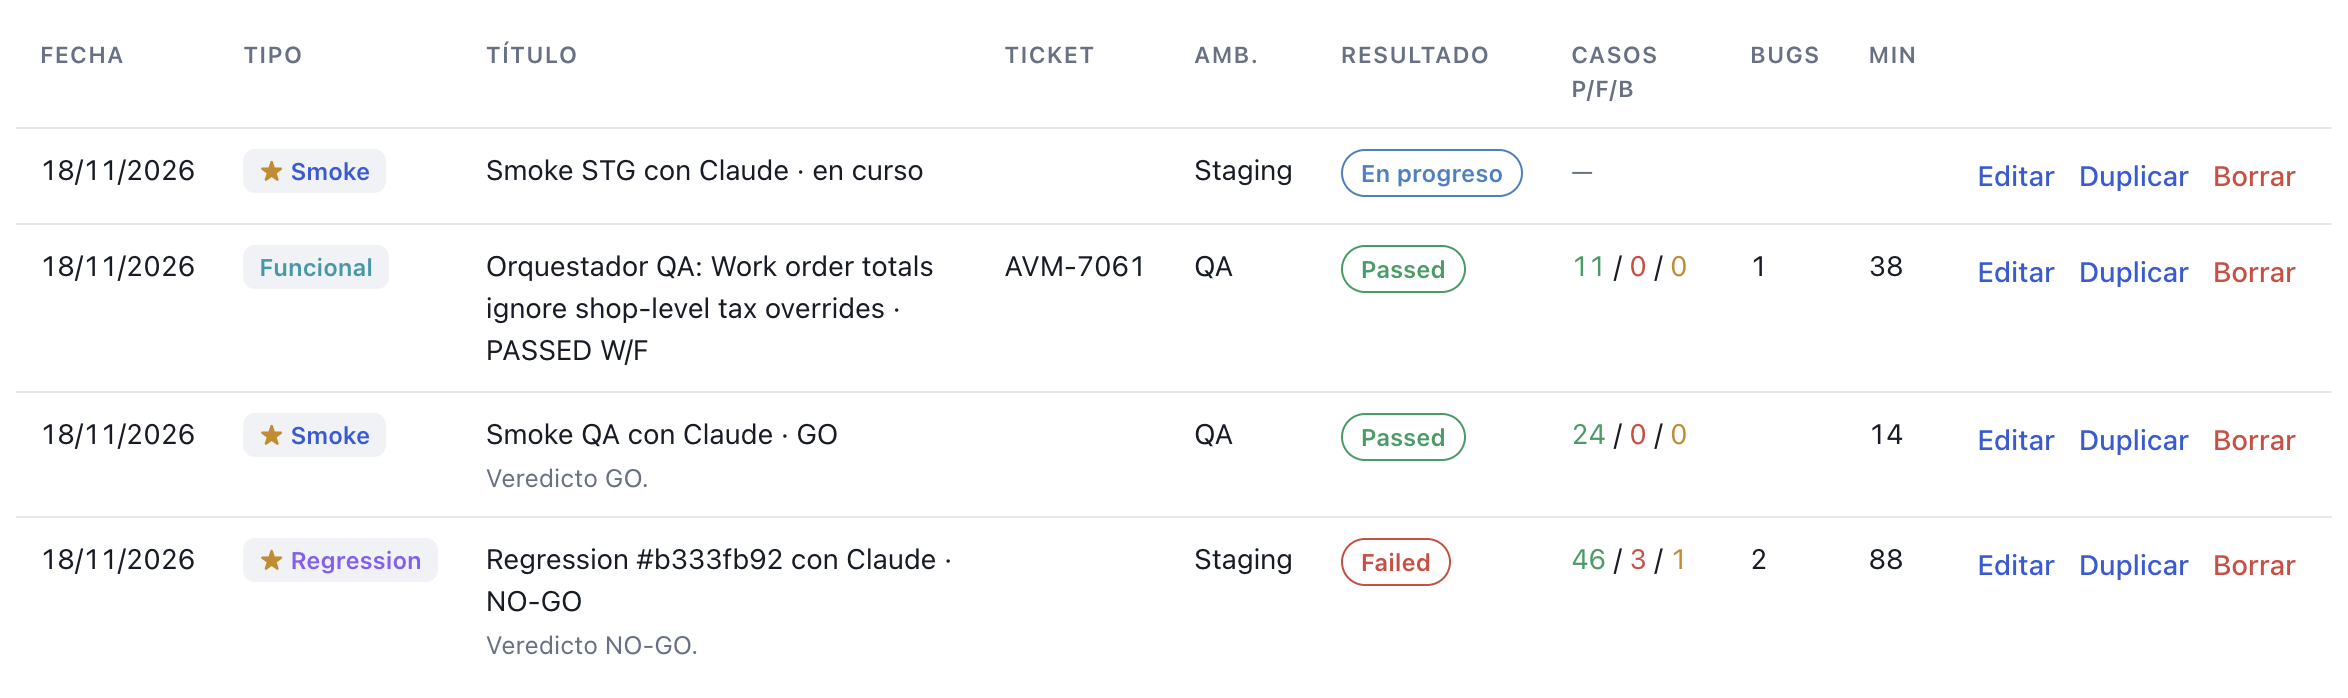 FECHA TIPO TÍTULO TICKET AMB. RESULTADO CASOS BUGS MIN
P/F/B
18/11/2026 Smoke Smoke STG con Claude · en curso Staging En progreso — Editar Duplicar Borrar
18/11/2026 Funcional Orquestador QA: Work order totals AVM-7061 QA Passed 11 / 0 / 0 1 38 Editar Duplicar Borrar
ignore shop-level tax overrides ·
PASSED W/F
18/11/2026 Smoke Smoke QA con Claude · GO QA Passed 24 / 0 / 0 14 Editar Duplicar Borrar
Veredicto GO.
18/11/2026 Regression Regression #b333fb92 con Claude · Staging Failed 46 / 3 / 1 2 88 Editar Duplicar Borrar
NO-GO
Veredicto NO-GO.